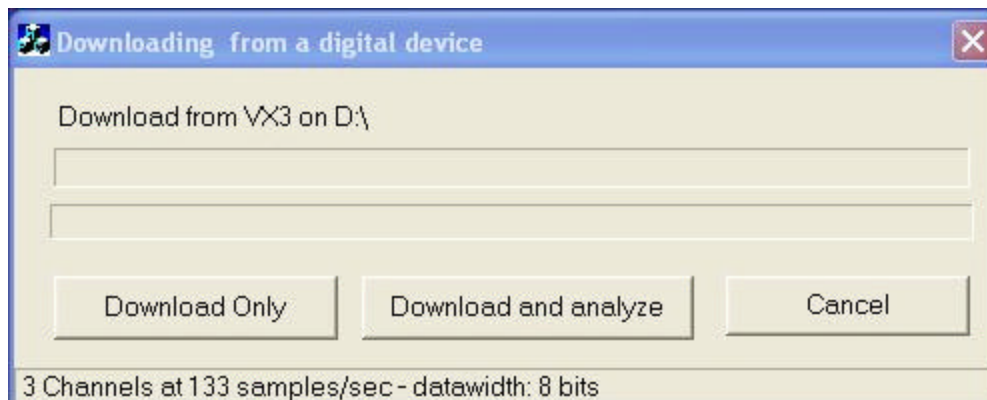 Downloading from a digital device
Download from VX3 on D:\
Download Only
Download and analyze
Cancel
3 Channels at 133 samples/sec - datawidth: 8 bits